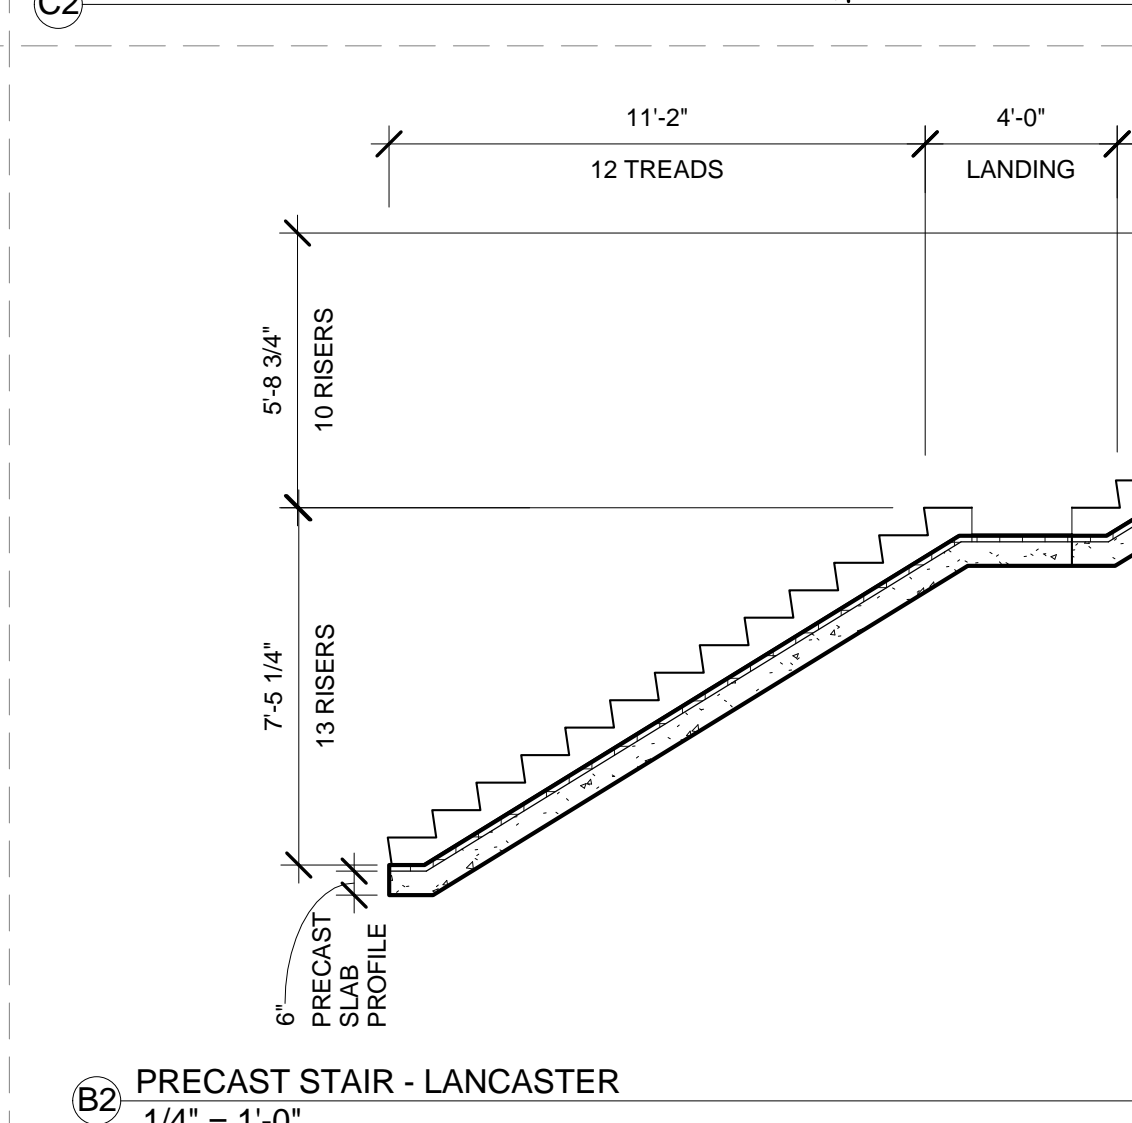 C2
11'-2"
4'-0"
12 TREADS
LANDING
5'-8 3/4"
10 RISERS
7'-5 1/4"
13 RISERS
6"
PRECAST
SLAB
PROFILE
B2
PRECAST STAIR - LANCASTER
1/4" = 1'-0"